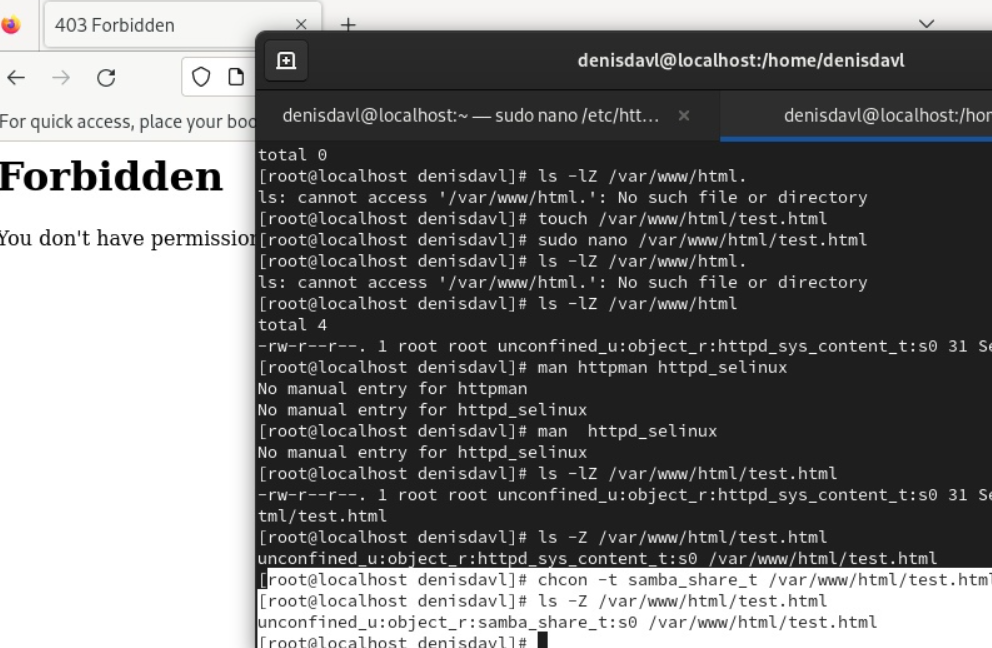 403 Forbidden
For quick access, place your boo
Forbidden
You don't have permission
denisdavl@localhost:/home/denisdavl
denisdavl@localhost:~ — sudo nano /etc/htt…
denisdavl@localhost:/hor
total 0
[root@localhost denisdavl]# ls -lZ /var/www/html.
ls: cannot access '/var/www/html.': No such file or directory
[root@localhost denisdavl]# touch /var/www/html/test.html
[root@localhost denisdavl]# sudo nano /var/www/html/test.html
[root@localhost denisdavl]# ls -lZ /var/www/html.
ls: cannot access '/var/www/html.': No such file or directory
[root@localhost denisdavl]# ls -lZ /var/www/html
total 4
-rw-r--r--. 1 root root unconfined_u:object_r:httpd_sys_content_t:s0 31 Se
[root@localhost denisdavl]# man httpman httpd_selinux
No manual entry for httpman
No manual entry for httpd_selinux
[root@localhost denisdavl]# man  httpd_selinux
No manual entry for httpd_selinux
[root@localhost denisdavl]# ls -lZ /var/www/html/test.html
-rw-r--r--. 1 root root unconfined_u:object_r:httpd_sys_content_t:s0 31 Se
tml/test.html
[root@localhost denisdavl]# ls -Z /var/www/html/test.html
unconfined_u:object_r:httpd_sys_content_t:s0 /var/www/html/test.html
[root@localhost denisdavl]# chcon -t samba_share_t /var/www/html/test.html
[root@localhost denisdavl]# ls -Z /var/www/html/test.html
unconfined_u:object_r:samba_share_t:s0 /var/www/html/test.html
[root@localhost denisdavl]#